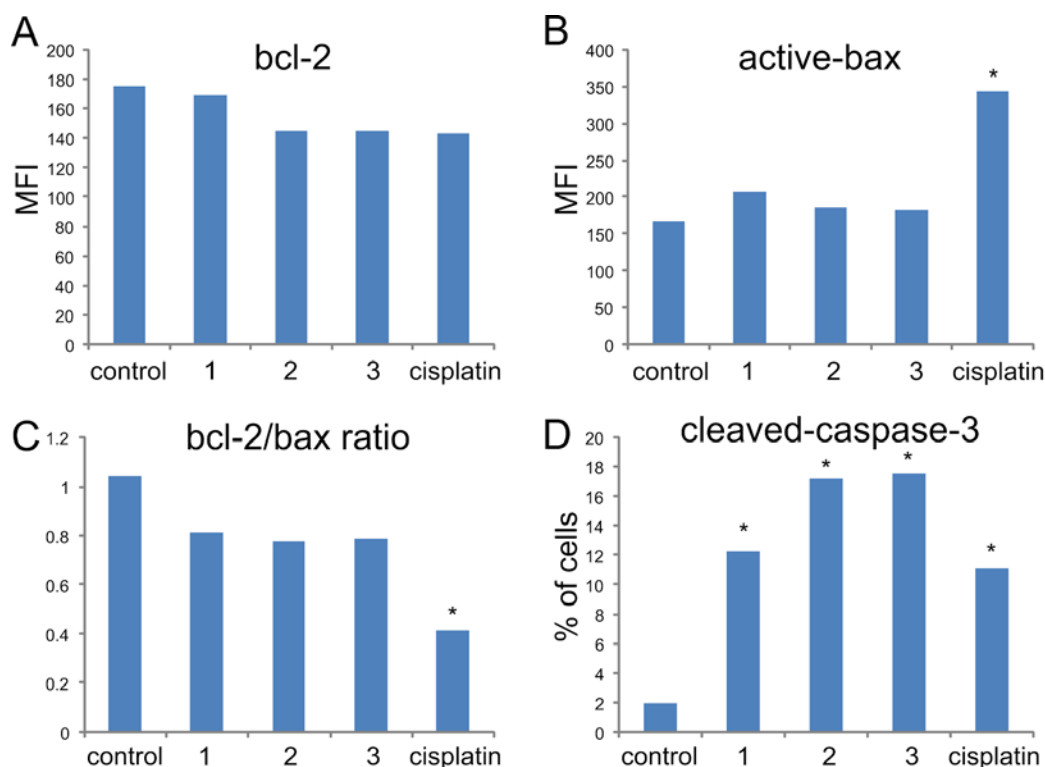 A
bcl-2
MFI
200
180
160
140
120
100
80
60
40
20
0
control 1 2 3 cisplatin
B
active-bax
MFI
400
350
300
250
200
150
100
50
0
*
control 1 2 3 cisplatin
C
bcl-2/bax ratio
1.2
1
0.8
0.6
0.4
0.2
0
*
control 1 2 3 cisplatin
D
cleaved-caspase-3
% of cells
20
18
16
14
12
10
8
6
4
2
0
* * * *
control 1 2 3 cisplatin